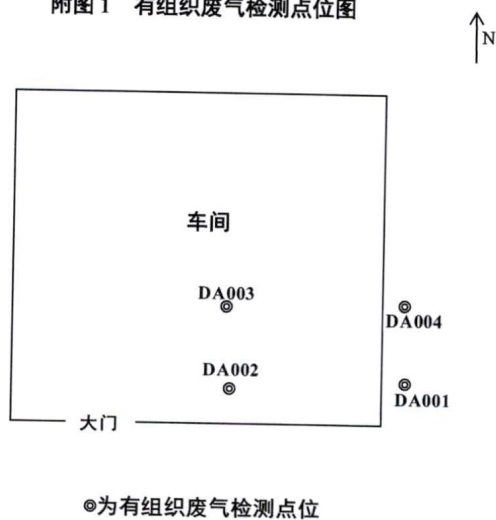 附图 1 有组织废气检测点位图
N
车间
DA003
DA004
DA002
DA001
大门
◎为有组织废气检测点位